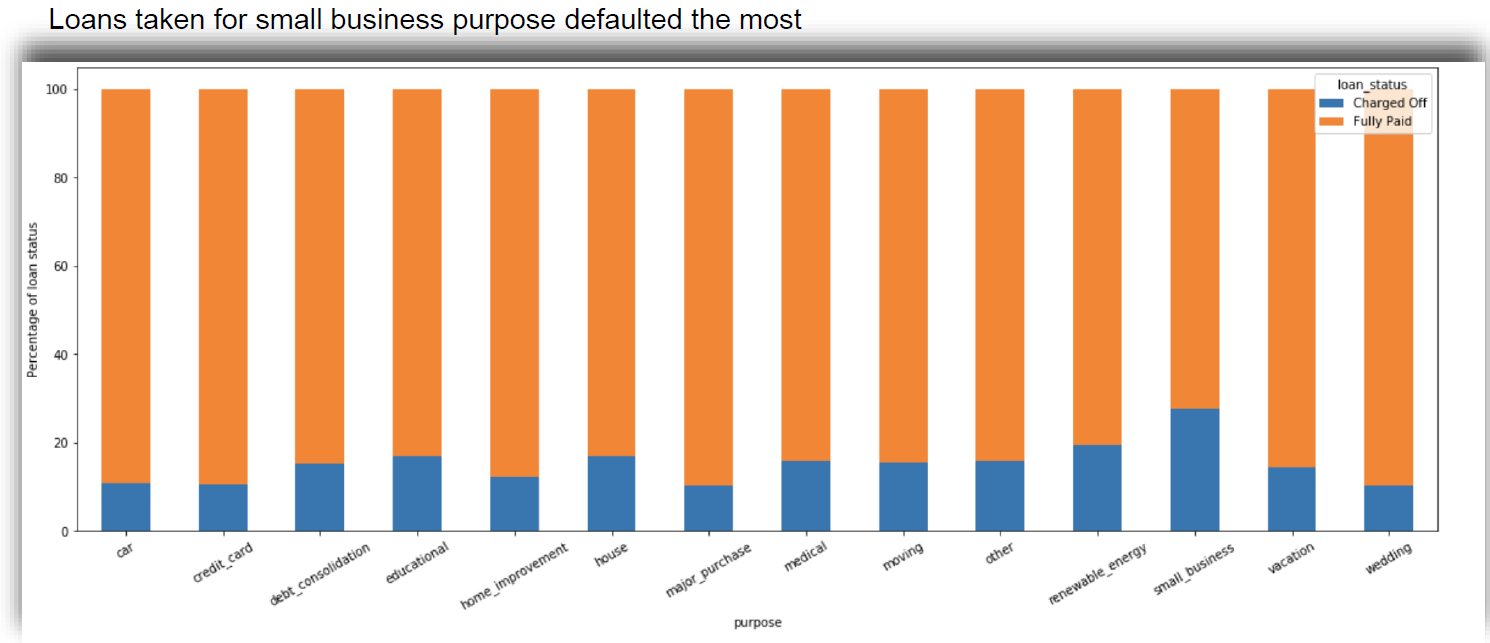 Loans taken for small business purpose defaulted the most
loan_status
Charged Off
Fully Paid
Percentage of loan status
100
80
60
40
20
0
car
credit_card
debt_consolidation
educational
home_improvement
house
major_purchase
medical
moving
other
renewable_energy
small_business
vacation
wedding
purpose